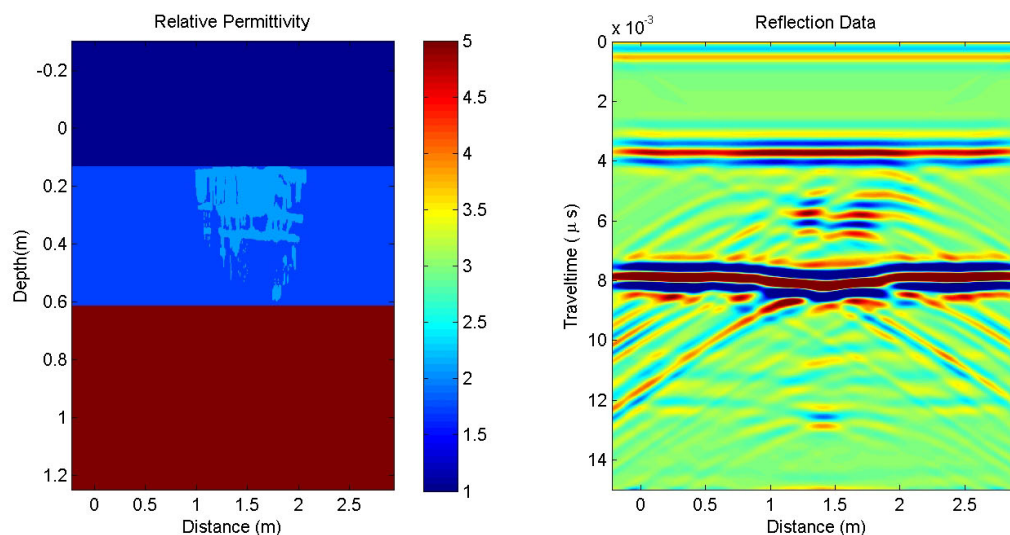 Relative Permittivity
-0.2
0
0.2
0.4
0.6
0.8
1
1.2
Depth(m)
0 0.5 1 1.5 2 2.5
Distance (m)
5
4.5
4
3.5
3
2.5
2
1.5
1
Reflection Data
x 10-3
0
2
4
6
8
10
12
14
Traveltime ( μ s)
0 0.5 1 1.5 2 2.5
Distance (m)